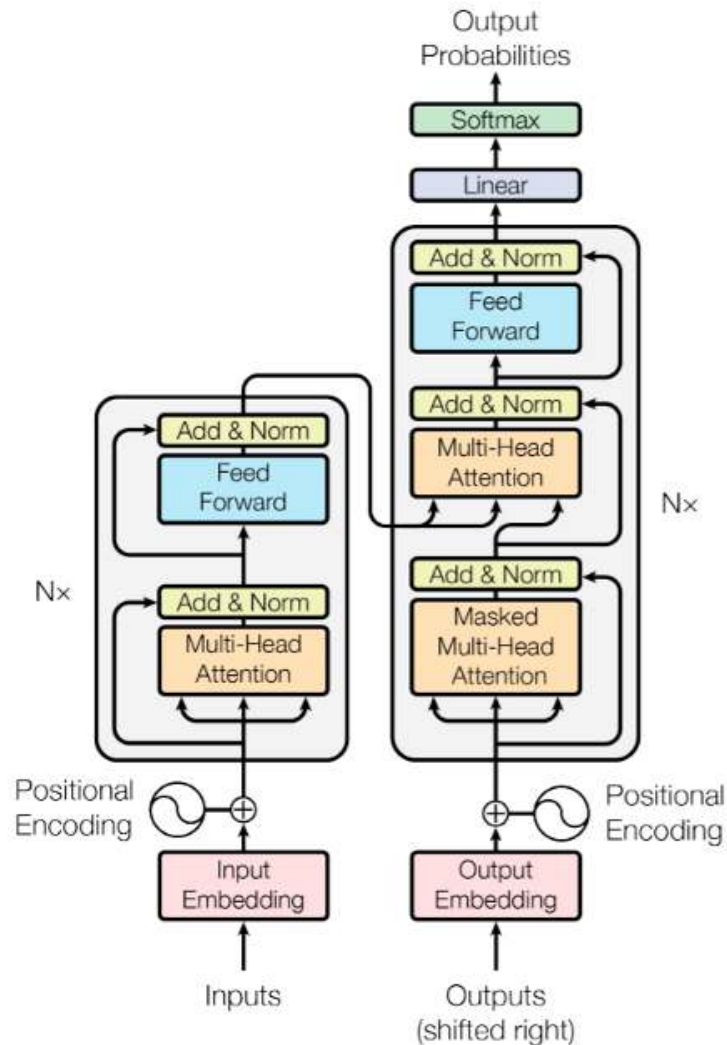 Output
Probabilities
Softmax
Linear
Add & Norm
Feed
Forward
Add & Norm
Multi-Head
Attention
Add & Norm
Masked
Multi-Head
Attention
N×
Add & Norm
Feed
Forward
Add & Norm
Multi-Head
Attention
N×
Positional
Encoding
Positional
Encoding
Input
Embedding
Output
Embedding
Inputs
Outputs
(shifted right)